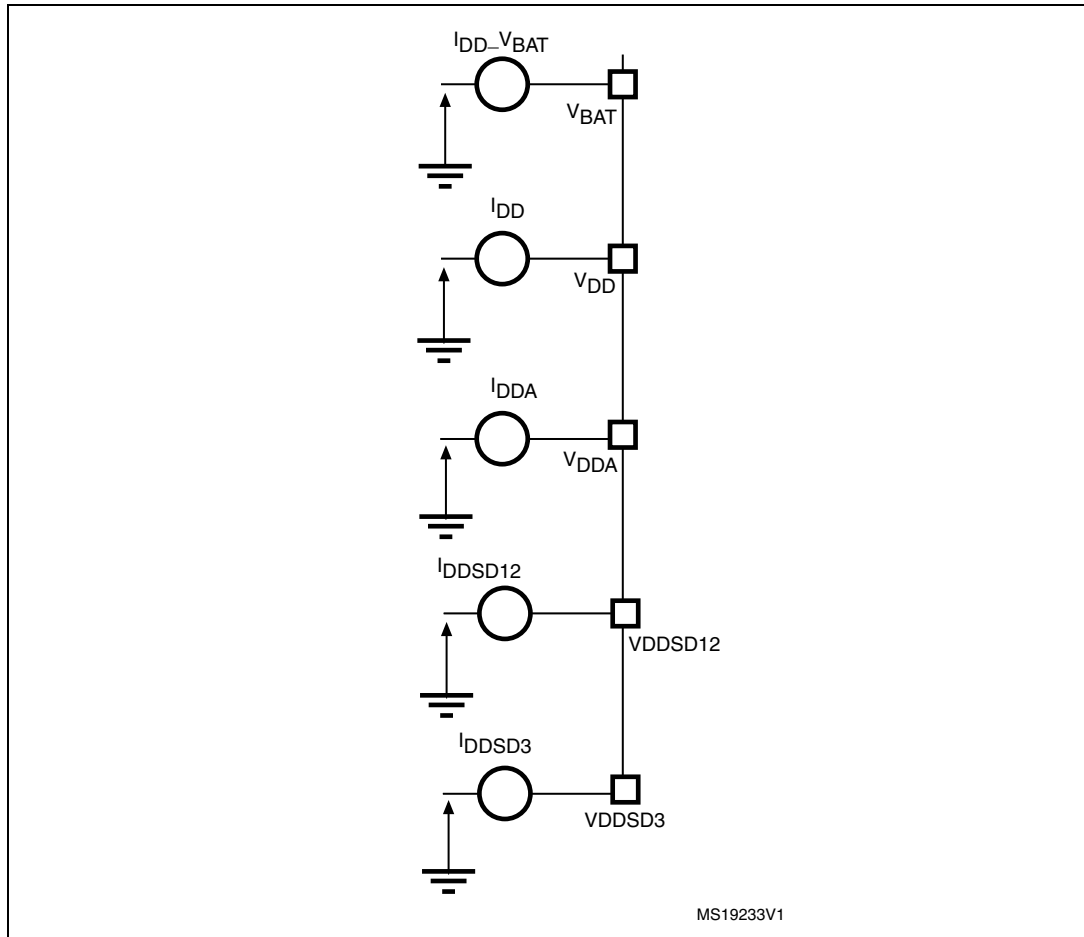 I_DD_V_BAT
V_BAT
I_DD
V_DD
I_DDA
V_DDA
I_DDSD12
VDDSD12
I_DDSD3
VDDSD3
MS19233V1